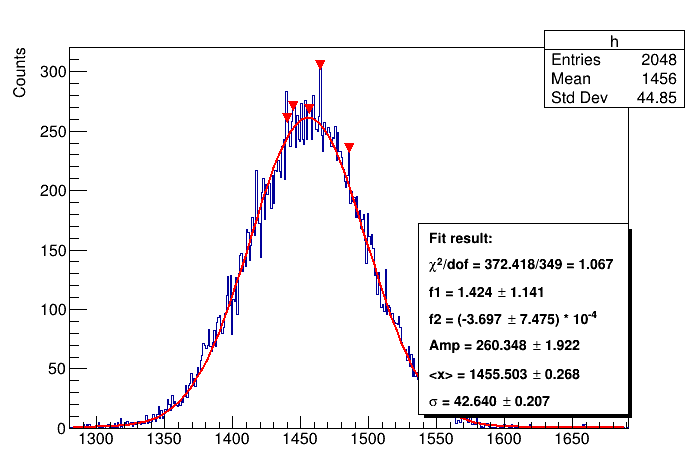 h
Entries 2048
Mean 1456
Std Dev 44.85
Counts
300
250
200
150
100
50
0
Fit result:
χ²/dof = 372.418/349 = 1.067
f1 = 1.424 ± 1.141
f2 = (-3.697 ± 7.475) * 10⁻⁴
Amp = 260.348 ± 1.922
<x> = 1455.503 ± 0.268
σ = 42.640 ± 0.207
1300 1350 1400 1450 1500 1550 1600 1650